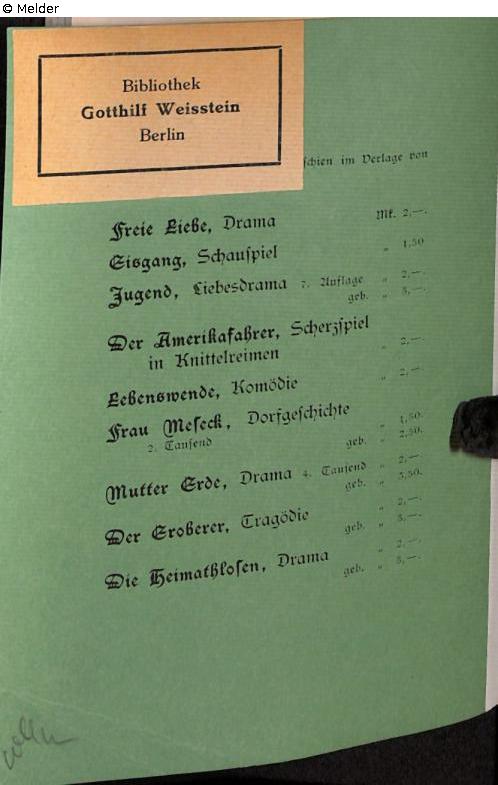 © Melder
Bibliothek
Gotthilf Weisstein
Berlin
schien im Verlage von
Freie Liebe, Drama Mk. 2,—.
Eisgang, Schauspiel „ 1,50
Jugend, Liebesdrama 7. Auflage „ 2,—.
geb. „ 3,—.
Der Amerikafahrer, Scherzspiel
in Knittelreimen „ 2,—.
Lebenswende, Komödie „ 2,—.
Frau Meseck, Dorfgeschichte
2. Tausend „ 1,50.
geb. „ 2,50.
Mutter Erde, Drama 4. Tausend „ 2,—.
geb. „ 3,50.
Der Eroberer, Tragödie „ 2,—.
geb. „ 3,—.
Die Heimathlosen, Drama „ 2,—.
geb. „ 3,—.